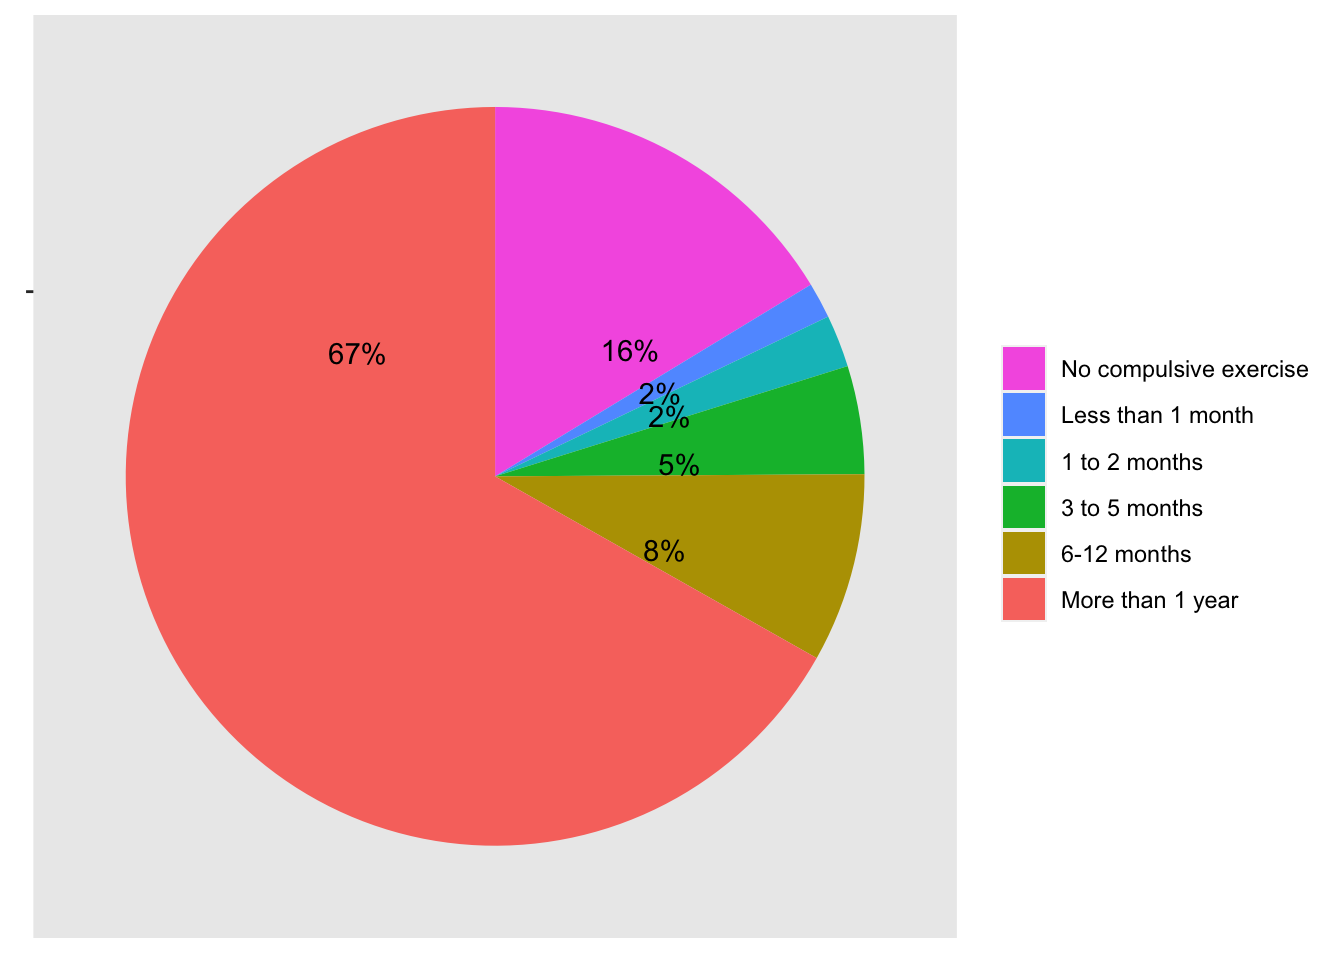 67%
16%
2%
2%
5%
8%
No compulsive exercise
Less than 1 month
1 to 2 months
3 to 5 months
6-12 months
More than 1 year